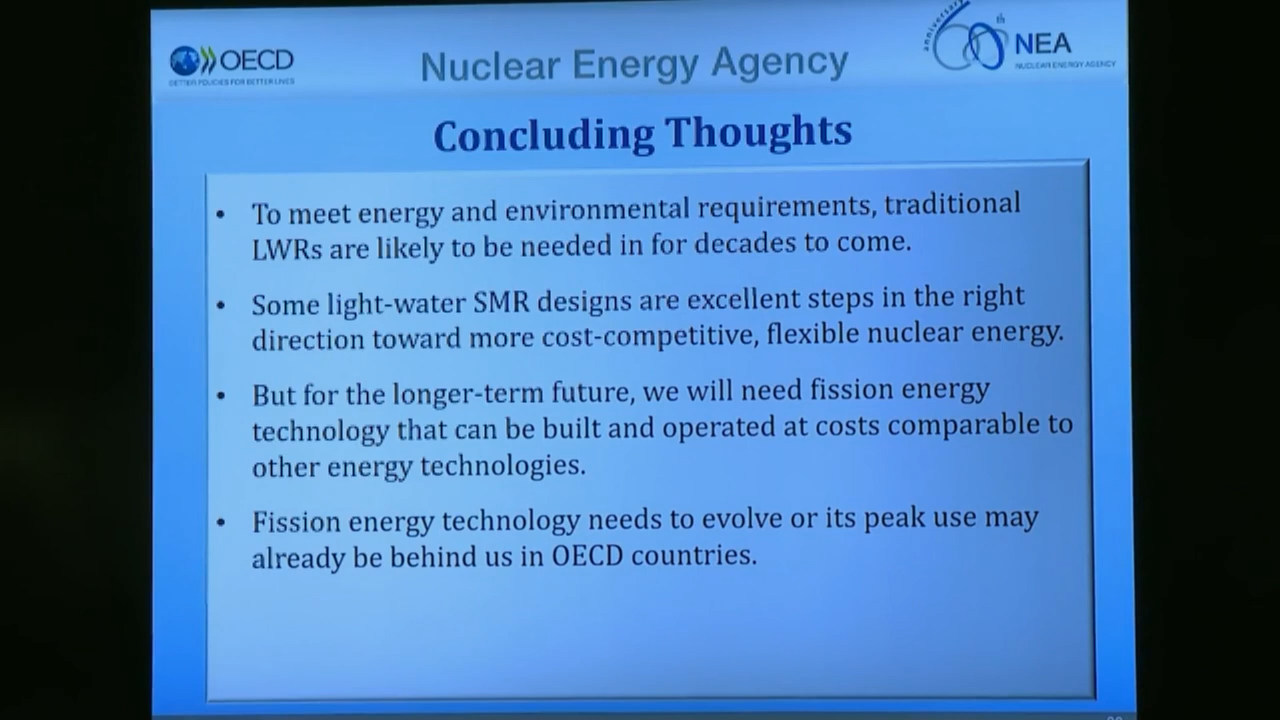 OECD
BETTER POLICIES FOR BETTER LIVES
Nuclear Energy Agency
anniversary
60th
NEA
NUCLEAR ENERGY AGENCY
Concluding Thoughts
• To meet energy and environmental requirements, traditional
LWRs are likely to be needed in for decades to come.
• Some light-water SMR designs are excellent steps in the right
direction toward more cost-competitive, flexible nuclear energy.
• But for the longer-term future, we will need fission energy
technology that can be built and operated at costs comparable to
other energy technologies.
• Fission energy technology needs to evolve or its peak use may
already be behind us in OECD countries.